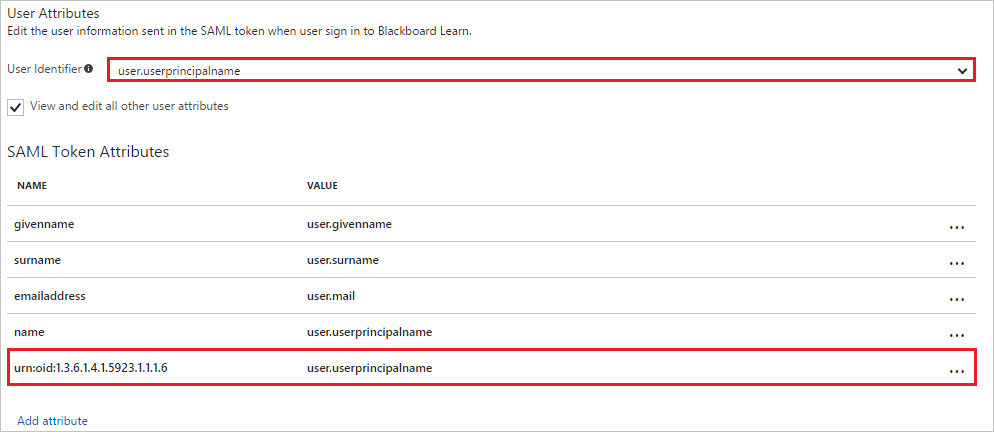 User Attributes
Edit the user information sent in the SAML token when user sign in to Blackboard Learn.
User Identifier user.userprincipalname
View and edit all other user attributes
SAML Token Attributes
NAME VALUE
givenname user.givenname ...
surname user.surname ...
emailaddress user.mail ...
name user.userprincipalname ...
urn:oid:1.3.6.1.4.1.5923.1.1.1.6 user.userprincipalname ...
Add attribute